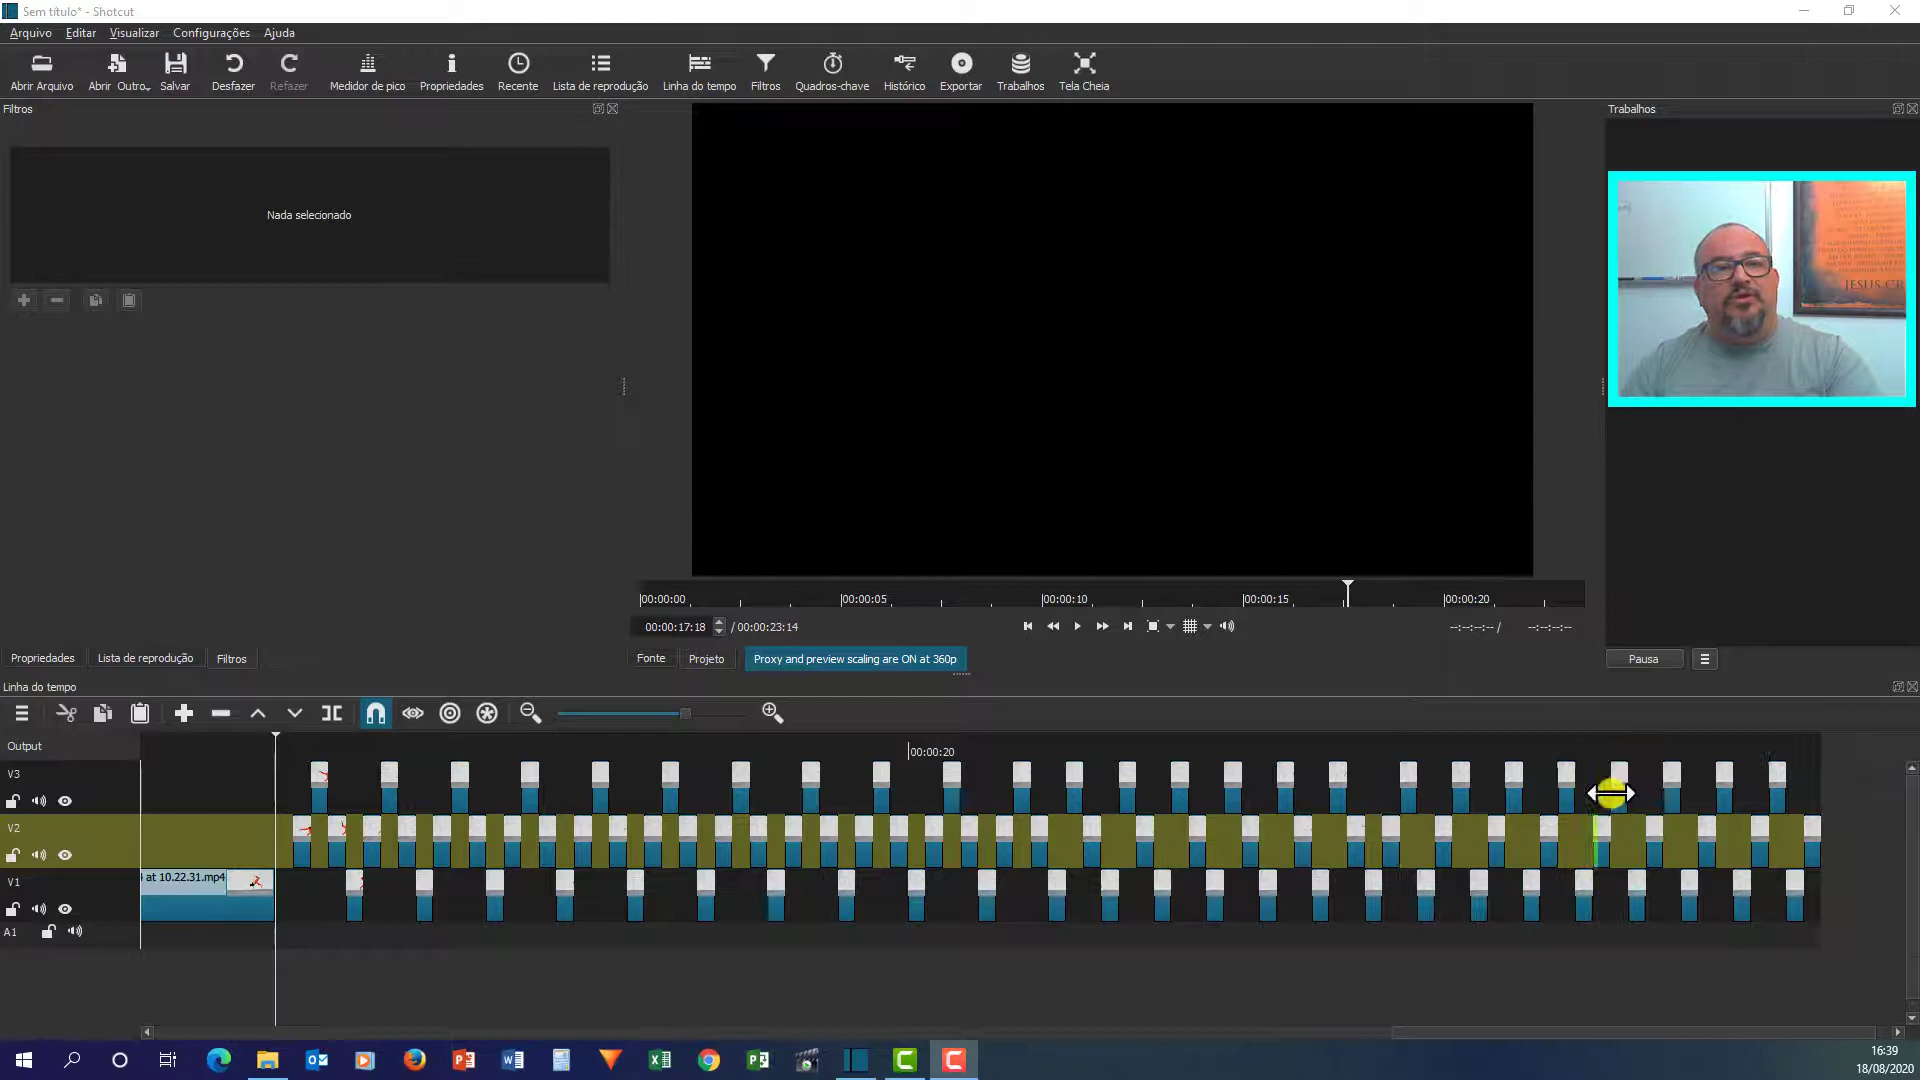 Sem título* - Shotcut
Arquivo Editar Visualizar Configurações Ajuda
Abrir Arquivo Abrir Outro Salvar Desfazer Refazer Medidor de pico Propriedades Recente Lista de reprodução Linha do tempo Filtros Quadros-chave Histórico Exportar Trabalhos Tela Cheia
Filtros
Trabalhos
Nada selecionado
JESUS CR
|00:00:00 |00:00:05 |00:00:10 |00:00:15 |00:00:20
00:00:17:18 / 00:00:23:14 --:--:--:-- / --:--:--:--
Propriedades Lista de reprodução Filtros
Fonte Projeto Proxy and preview scaling are ON at 360p
Pausa
Linha do tempo
Output
|00:00:20
V3
V2
V1
at 10.22.31.mp4
A1
16:39
18/08/2020